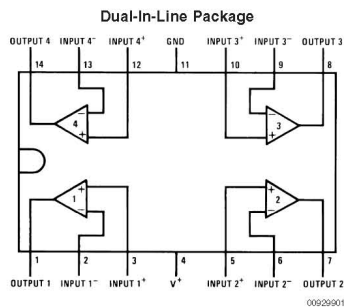 Dual-In-Line Package
OUTPUT 4 INPUT 4⁻ INPUT 4⁺ GND INPUT 3⁺ INPUT 3⁻ OUTPUT 3
14 13 12 11 10 9 8
4 − +
3 − +
1 + −
2 + −
1 2 3 4 5 6 7
OUTPUT 1 INPUT 1⁻ INPUT 1⁺ V⁺ INPUT 2⁺ INPUT 2⁻ OUTPUT 2
00929901